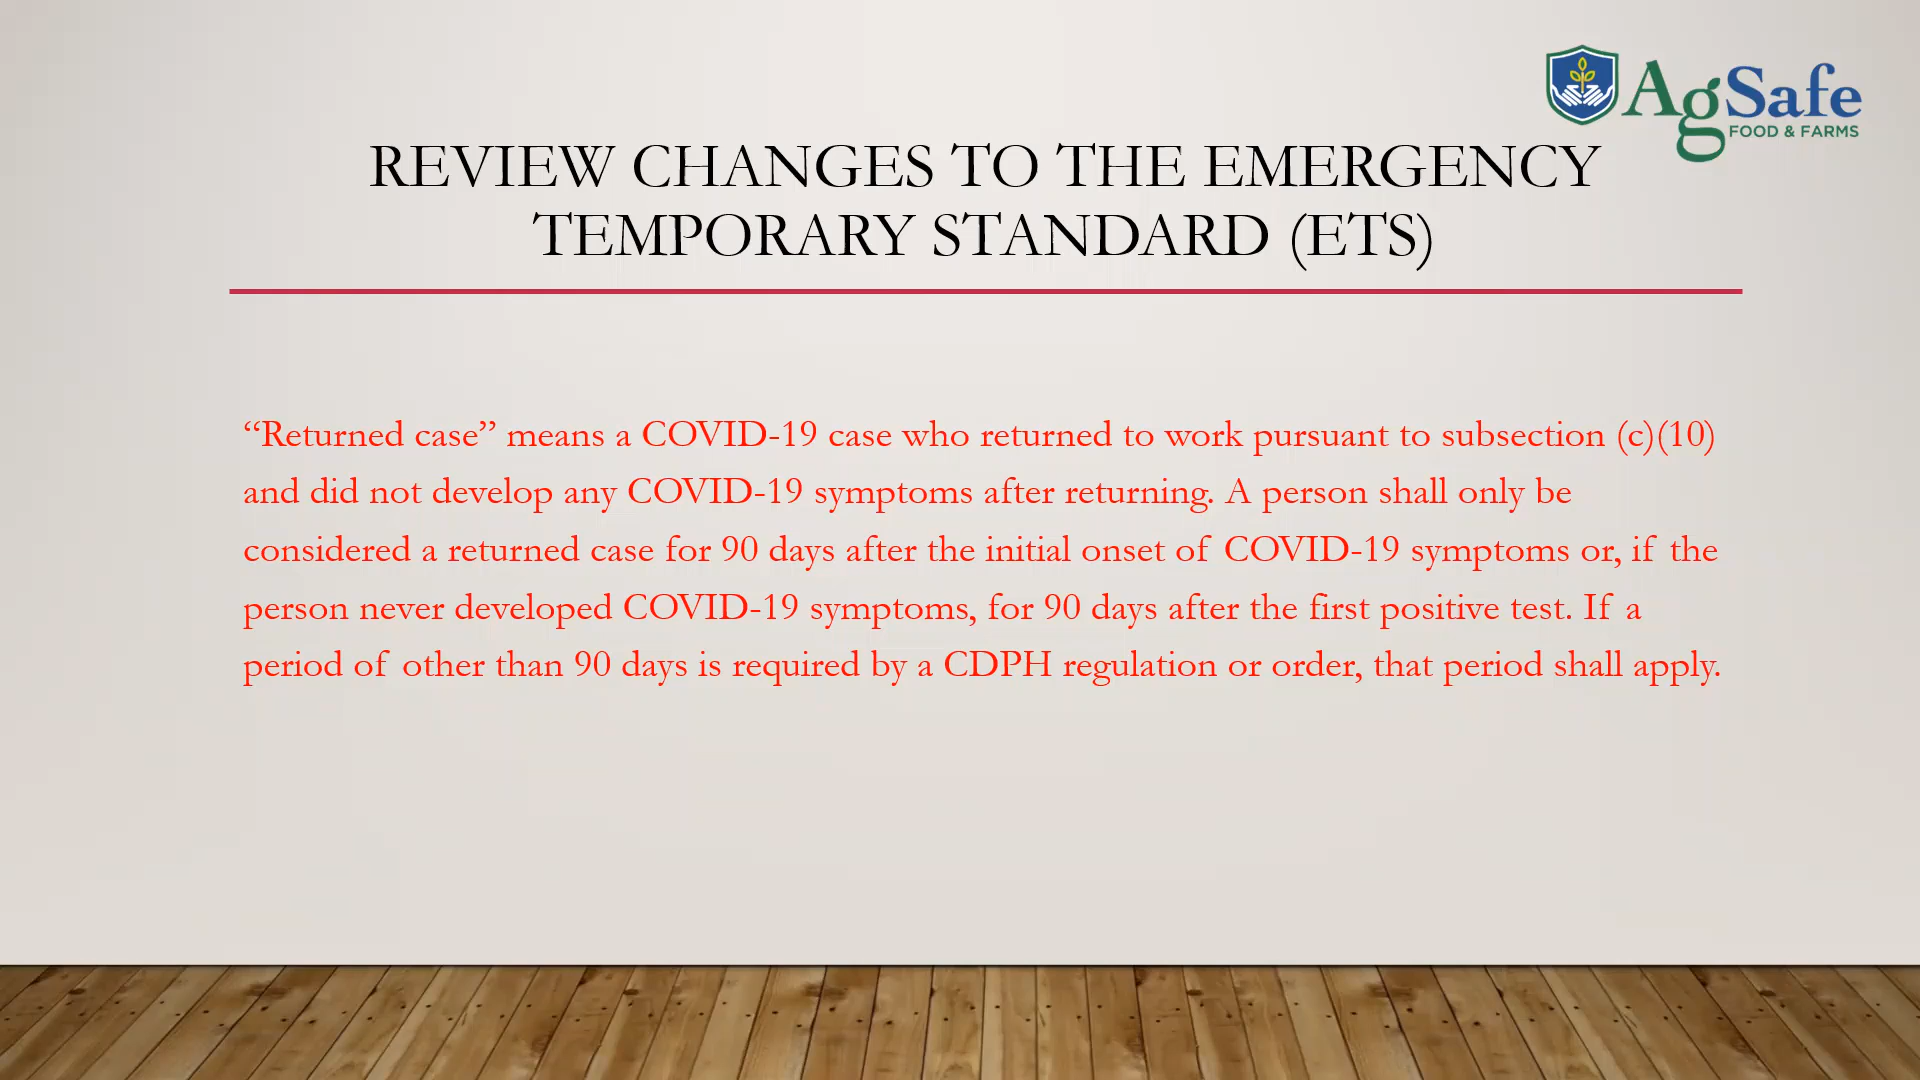 AgSafe
FOOD & FARMS
REVIEW CHANGES TO THE EMERGENCY
TEMPORARY STANDARD (ETS)
“Returned case” means a COVID-19 case who returned to work pursuant to subsection (c)(10)
and did not develop any COVID-19 symptoms after returning. A person shall only be
considered a returned case for 90 days after the initial onset of COVID-19 symptoms or, if the
person never developed COVID-19 symptoms, for 90 days after the first positive test. If a
period of other than 90 days is required by a CDPH regulation or order, that period shall apply.